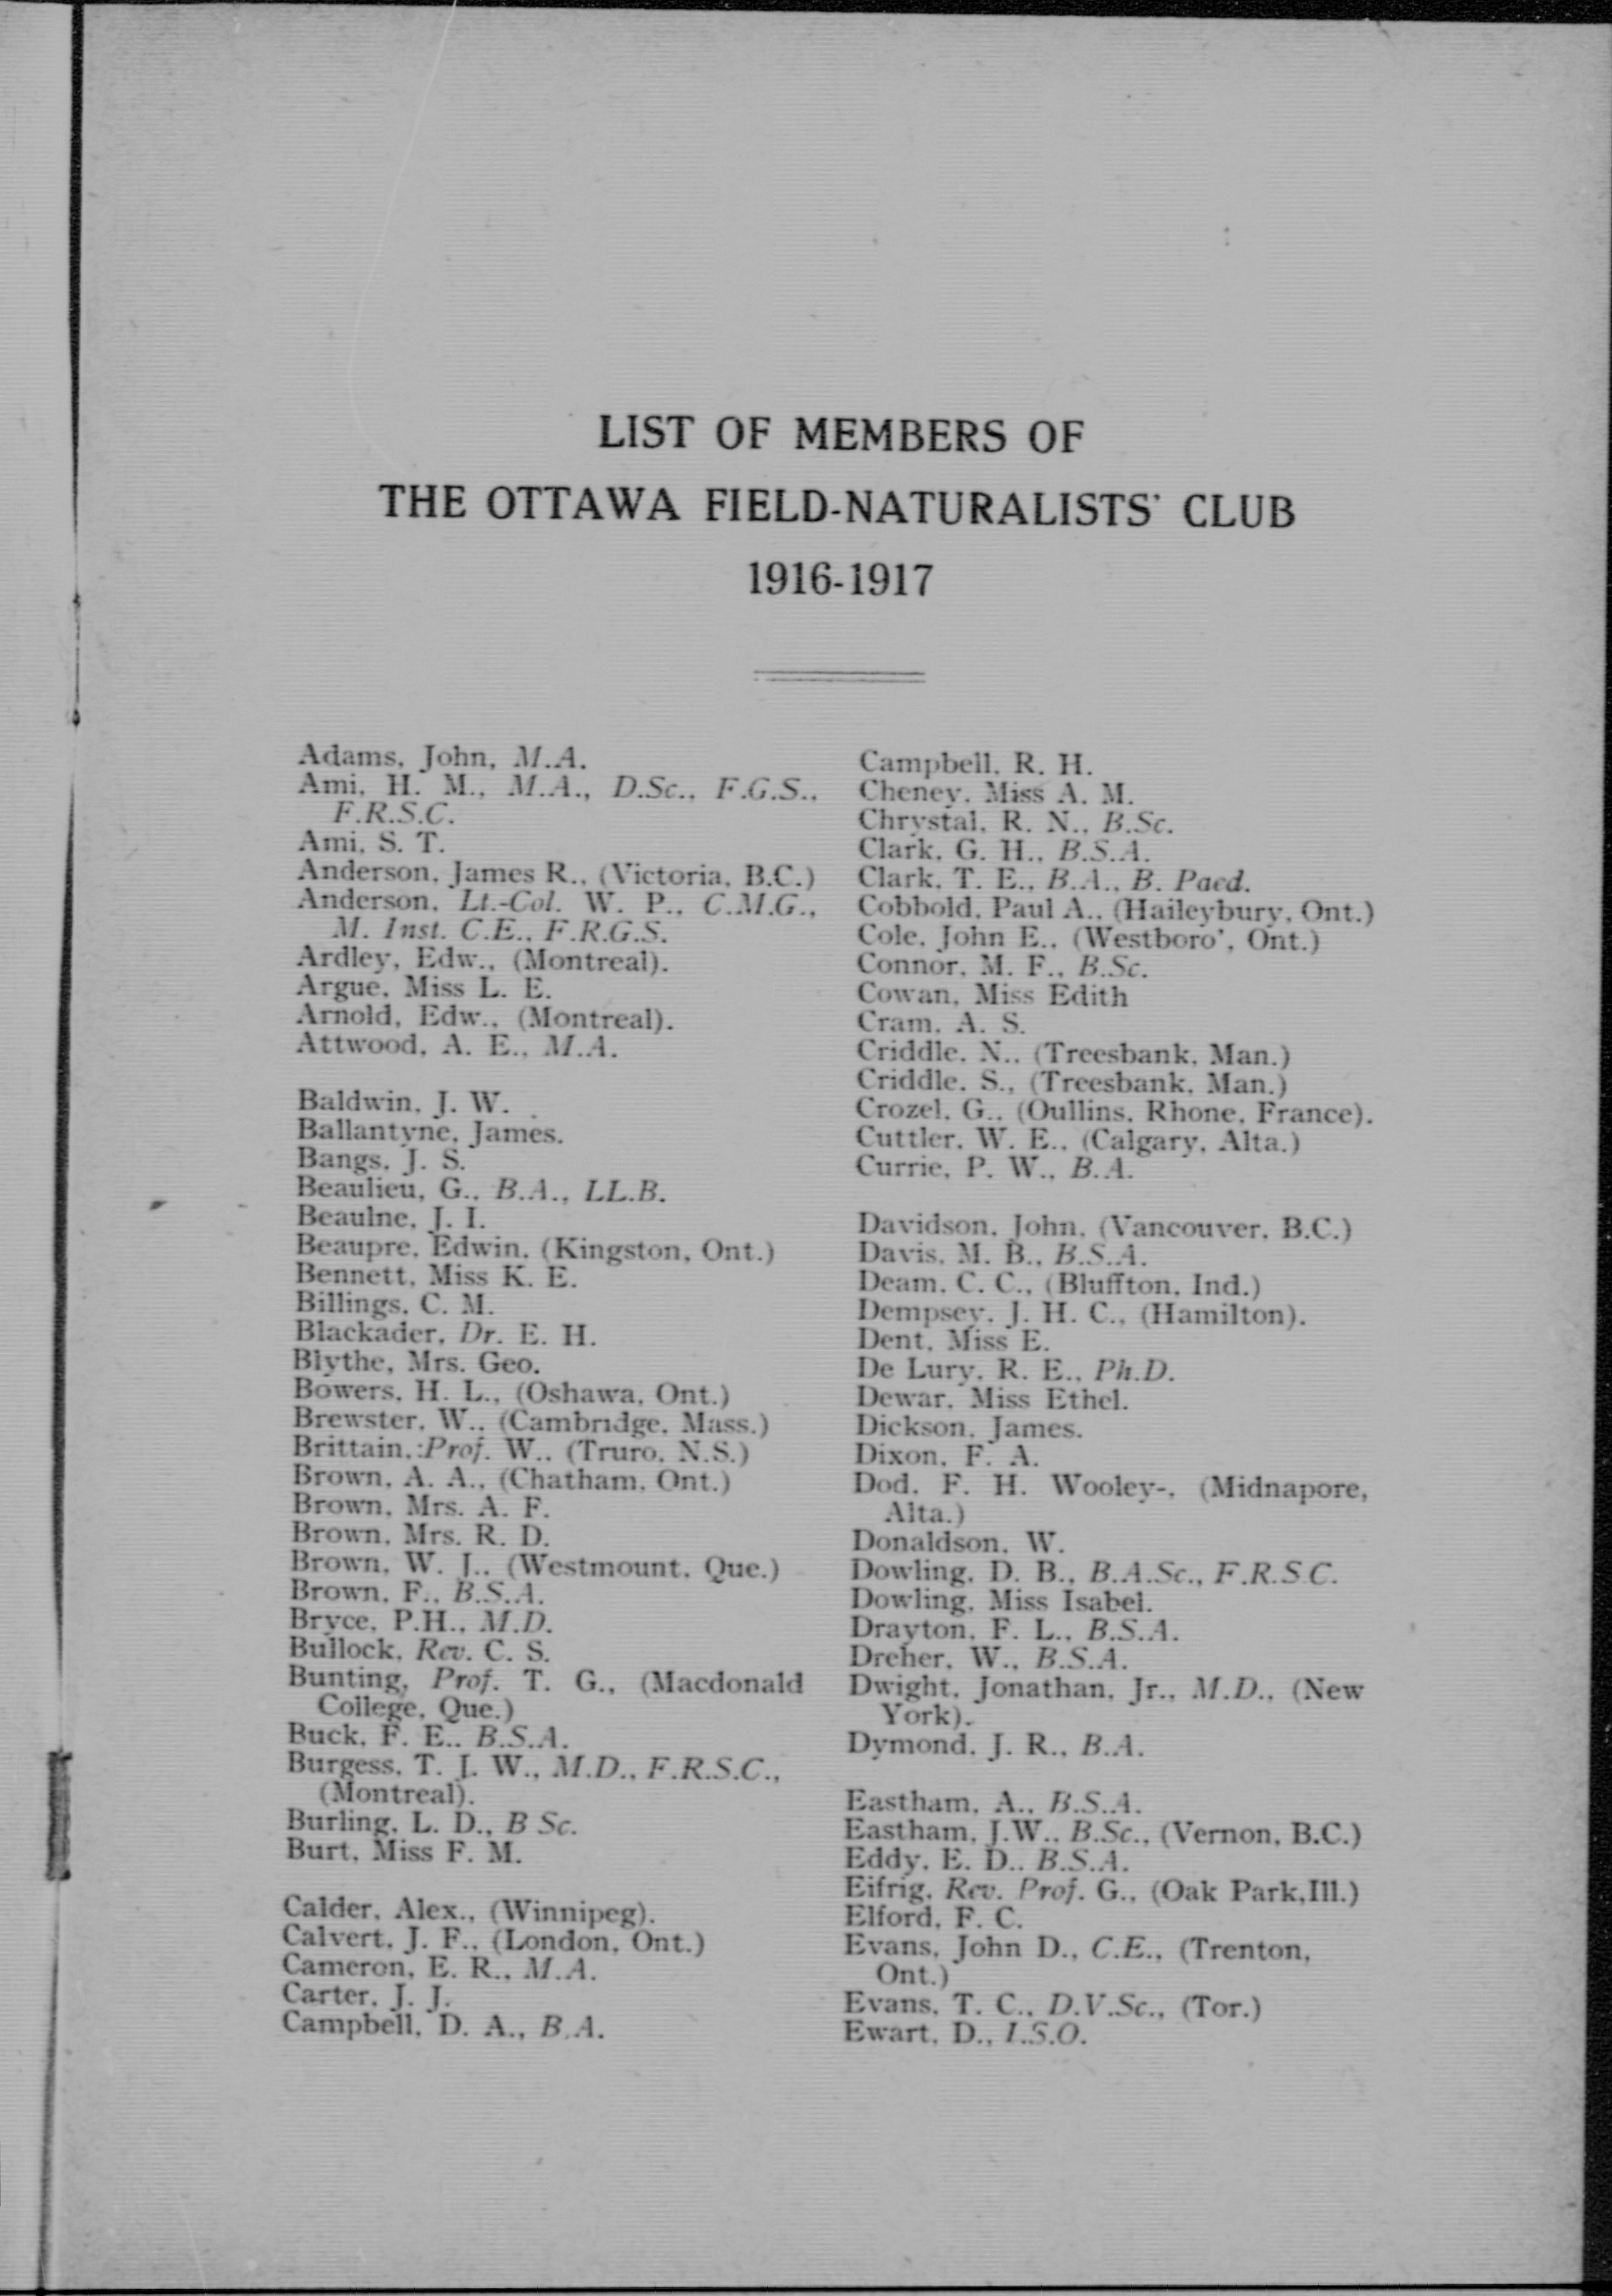 LIST OF MEMBERS OF
THE OTTAWA FIELD-NATURALISTS' CLUB
1916-1917
Adams, John, M.A.
Ami, H. M., M.A., D.Sc., F.G.S.,
F.R.S.C.
Ami, S. T.
Anderson, James R., (Victoria, B.C.)
Anderson, Lt.-Col. W. P., C.M.G.,
M. Inst. C.E., F.R.G.S.
Ardley, Edw., (Montreal).
Argue, Miss L. E.
Arnold, Edw., (Montreal).
Attwood, A. E., M.A.
Baldwin, J. W.
Ballantyne, James.
Bangs, J. S.
Beaulieu, G., B.A., LL.B.
Beaulne, J. I.
Beaupre, Edwin, (Kingston, Ont.)
Bennett, Miss K. E.
Billings, C. M.
Blackader, Dr. E. H.
Blythe, Mrs. Geo.
Bowers, H. L., (Oshawa, Ont.)
Brewster, W., (Cambridge, Mass.)
Brittain, Prof. W., (Truro, N.S.)
Brown, A. A., (Chatham, Ont.)
Brown, Mrs. A. F.
Brown, Mrs. R. D.
Brown, W. J., (Westmount, Que.)
Brown, F., B.S.A.
Bryce, P.H., M.D.
Bullock, Rev. C. S.
Bunting, Prof. T. G., (Macdonald
College, Que.)
Buck, F. E., B.S.A.
Burgess, T. J. W., M.D., F.R.S.C.,
(Montreal).
Burling, L. D., B Sc.
Burt, Miss F. M.
Calder, Alex., (Winnipeg).
Calvert, J. F., (London, Ont.)
Cameron, E. R., M.A.
Carter, J. J.
Campbell, D. A., B.A.
Campbell, R. H.
Cheney, Miss A. M.
Chrystal, R. N., B.Sc.
Clark, G. H., B.S.A.
Clark, T. E., B.A., B. Paed.
Cobbold, Paul A., (Haileybury, Ont.)
Cole, John E., (Westboro', Ont.)
Connor, M. F., B.Sc.
Cowan, Miss Edith
Cram, A. S.
Criddle, N., (Treesbank, Man.)
Criddle, S., (Treesbank, Man.)
Crozel, G., (Oullins, Rhone, France).
Cuttler, W. E., (Calgary, Alta.)
Currie, P. W., B.A.
Davidson, John, (Vancouver, B.C.)
Davis, M. B., B.S.A.
Deam, C. C., (Bluffton, Ind.)
Dempsey, J. H. C., (Hamilton).
Dent, Miss E.
De Lury, R. E., Ph.D.
Dewar, Miss Ethel.
Dickson, James.
Dixon, F. A.
Dod, F. H. Wooley-, (Midnapore,
Alta.)
Donaldson, W.
Dowling, D. B., B.A.Sc., F.R.S.C.
Dowling, Miss Isabel.
Drayton, F. L., B.S.A.
Dreher, W., B.S.A.
Dwight, Jonathan, Jr., M.D., (New
York).
Dymond, J. R., B.A.
Eastham, A., B.S.A.
Eastham, J.W., B.Sc., (Vernon, B.C.)
Eddy, E. D., B.S.A.
Eifrig, Rev. Prof. G., (Oak Park,Ill.)
Elford, F. C.
Evans, John D., C.E., (Trenton,
Ont.)
Evans, T. C., D.V.Sc., (Tor.)
Ewart, D., I.S.O.